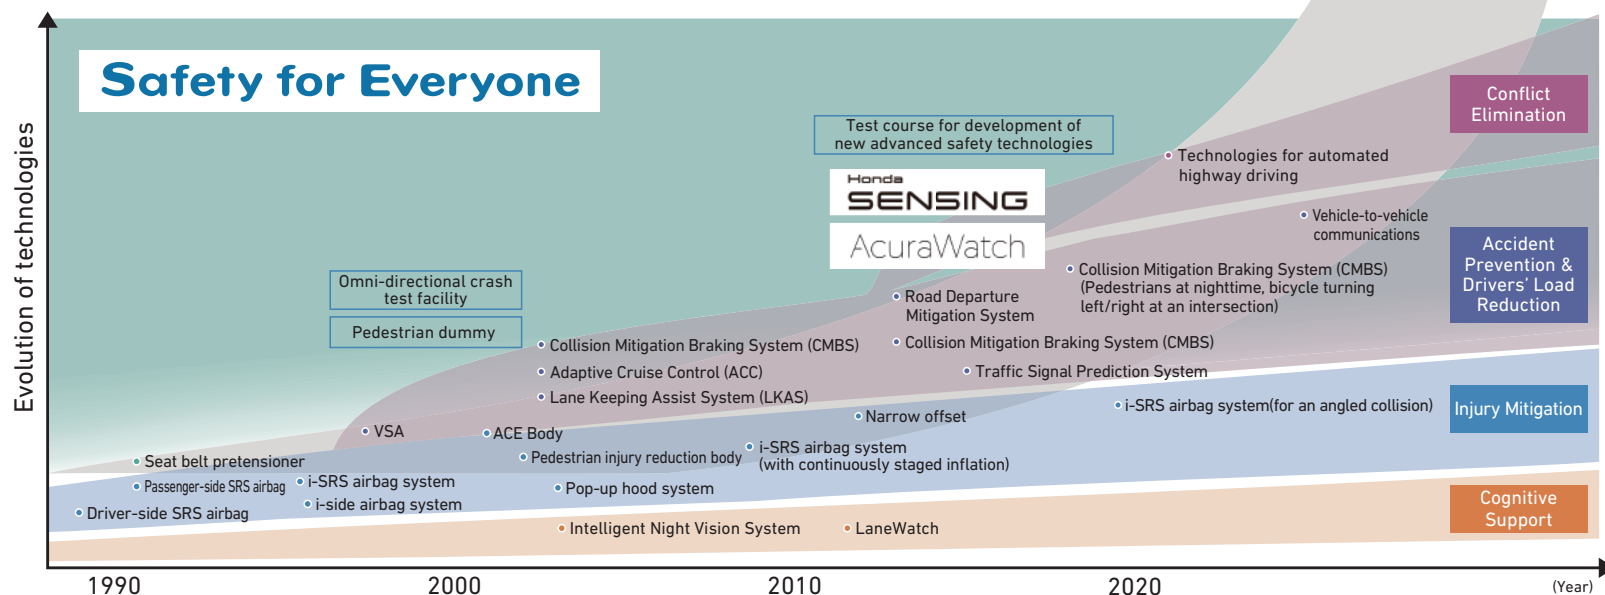 Evolution of technologies
Safety for Everyone
Test course for development of
new advanced safety technologies
Honda
SENSING
AcuraWatch
Omni-directional crash
test facility
Pedestrian dummy
Conflict
Elimination
Technologies for automated
highway driving
Vehicle-to-vehicle
communications
Accident
Prevention &
Drivers' Load
Reduction
Collision Mitigation Braking System (CMBS)
(Pedestrians at nighttime, bicycle turning
left/right at an intersection)
Road Departure
Mitigation System
Collision Mitigation Braking System (CMBS)
Traffic Signal Prediction System
Collision Mitigation Braking System (CMBS)
Adaptive Cruise Control (ACC)
Lane Keeping Assist System (LKAS)
VSA
Seat belt pretensioner
Injury Mitigation
i-SRS airbag system(for an angled collision)
Narrow offset
ACE Body
Pedestrian injury reduction body
i-SRS airbag system
(with continuously staged inflation)
Pop-up hood system
i-SRS airbag system
i-side airbag system
Passenger-side SRS airbag
Driver-side SRS airbag
Cognitive
Support
Intelligent Night Vision System
LaneWatch
1990
2000
2010
2020
(Year)